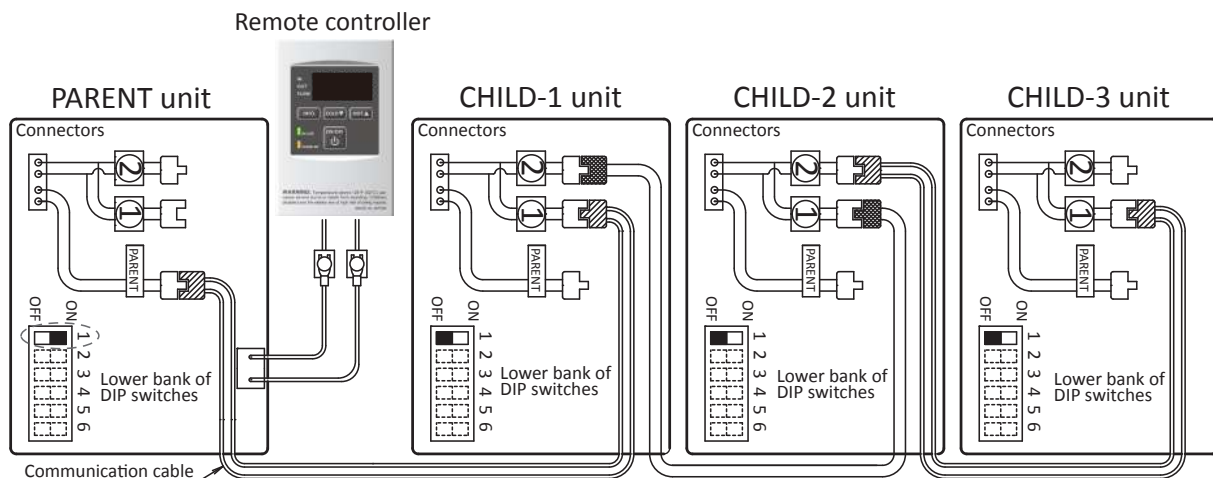 Remote controller
PARENT unit
CHILD-1 unit
CHILD-2 unit
CHILD-3 unit
Connectors
2
1
PARENT
OFF
ON
1
2
3
4
5
6
Lower bank of
DIP switches
Communication cable
Connectors
2
1
PARENT
OFF
ON
1
2
3
4
5
6
Lower bank of
DIP switches
Connectors
2
1
PARENT
OFF
ON
1
2
3
4
5
6
Lower bank of
DIP switches
Connectors
2
1
PARENT
OFF
ON
1
2
3
4
5
6
Lower bank of
DIP switches